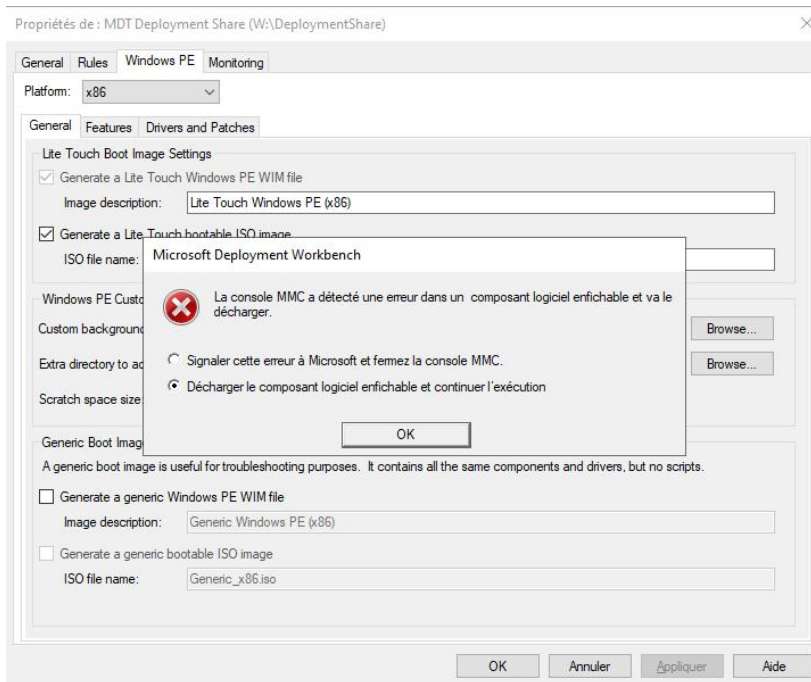 Propriétés de : MDT Deployment Share (W:\DeploymentShare)
General Rules Windows PE Monitoring
Platform: x86
General Features Drivers and Patches
Lite Touch Boot Image Settings
Generate a Lite Touch Windows PE WIM file
Image description: Lite Touch Windows PE (x86)
Generate a Lite Touch bootable ISO image
ISO file name:
Microsoft Deployment Workbench
La console MMC a détecté une erreur dans un composant logiciel enfichable et va le
décharger.
Signaler cette erreur à Microsoft et fermez la console MMC.
Décharger le composant logiciel enfichable et continuer l'exécution
OK
Windows PE Custo
Custom background
Browse...
Extra directory to ad
Browse...
Scratch space size:
Generic Boot Imag
A generic boot image is useful for troubleshooting purposes. It contains all the same components and drivers, but no scripts.
Generate a generic Windows PE WIM file
Image description: Generic Windows PE (x86)
Generate a generic bootable ISO image
ISO file name: Generic_x86.iso
OK Annuler Appliquer Aide